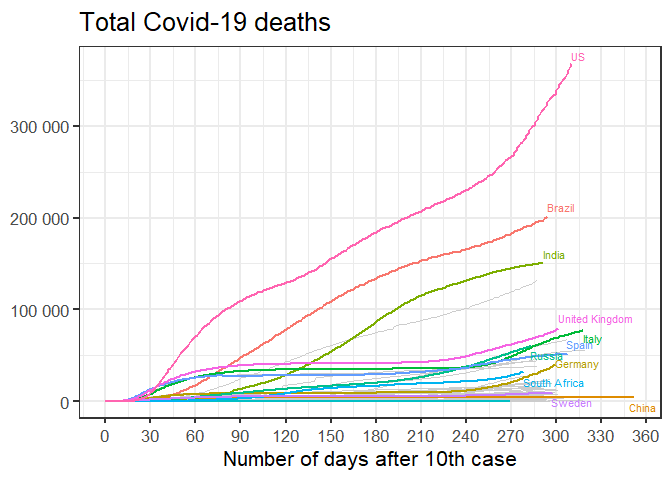 Total Covid-19 deaths
US
300 000
Brazil
200 000
India
100 000
United Kingdom
Italy
Spain
Russia
Germany
South Africa
0
Sweden
China
0 30 60 90 120 150 180 210 240 270 300 330 360
Number of days after 10th case